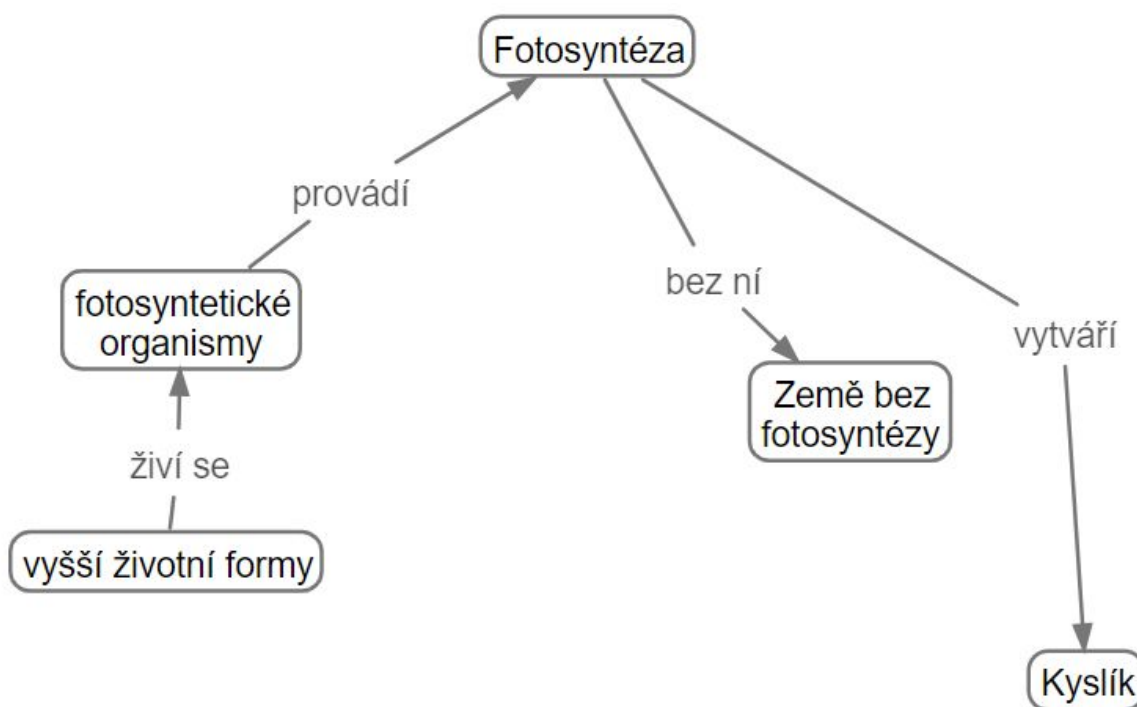 Fotosyntéza
provádí
bez ní
fotosyntetické
organismy
vytváří
Země bez
fotosyntézy
živí se
vyšší životní formy
Kyslík